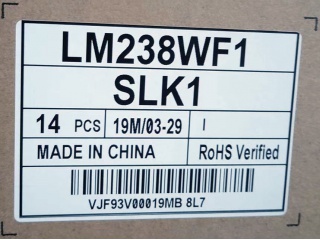 LM238WF1
SLK1
14 PCS 19M/03-29 I
MADE IN CHINA RoHS Verified
VJF93V00019MB 8L7